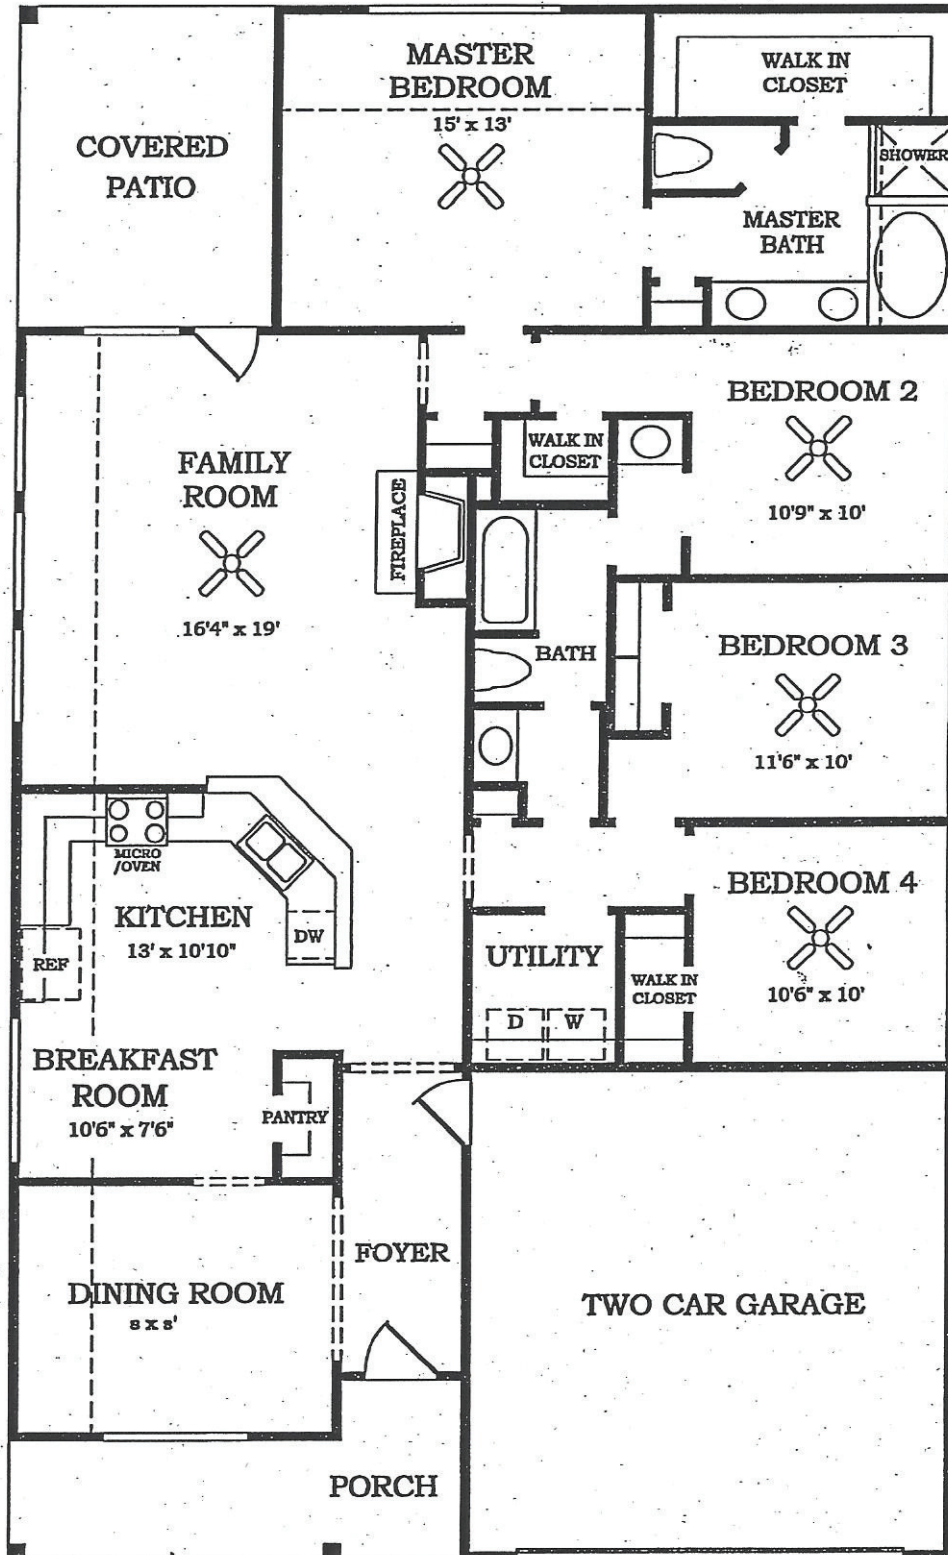 MASTER
BEDROOM
15' x 13'
WALK IN
CLOSET
COVERED
PATIO
SHOWER
MASTER
BATH
BEDROOM 2
10'9" x 10'
WALK IN
CLOSET
FAMILY
ROOM
16'4" x 19'
FIREPLACE
BATH
BEDROOM 3
11'6" x 10'
MICRO
/OVEN
KITCHEN
13' x 10'10"
DW
REF
BEDROOM 4
10'6" x 10'
UTILITY
D
W
WALK IN
CLOSET
BREAKFAST
ROOM
10'6" x 7'6"
PANTRY
FOYER
DINING ROOM
8 x 8'
TWO CAR GARAGE
PORCH